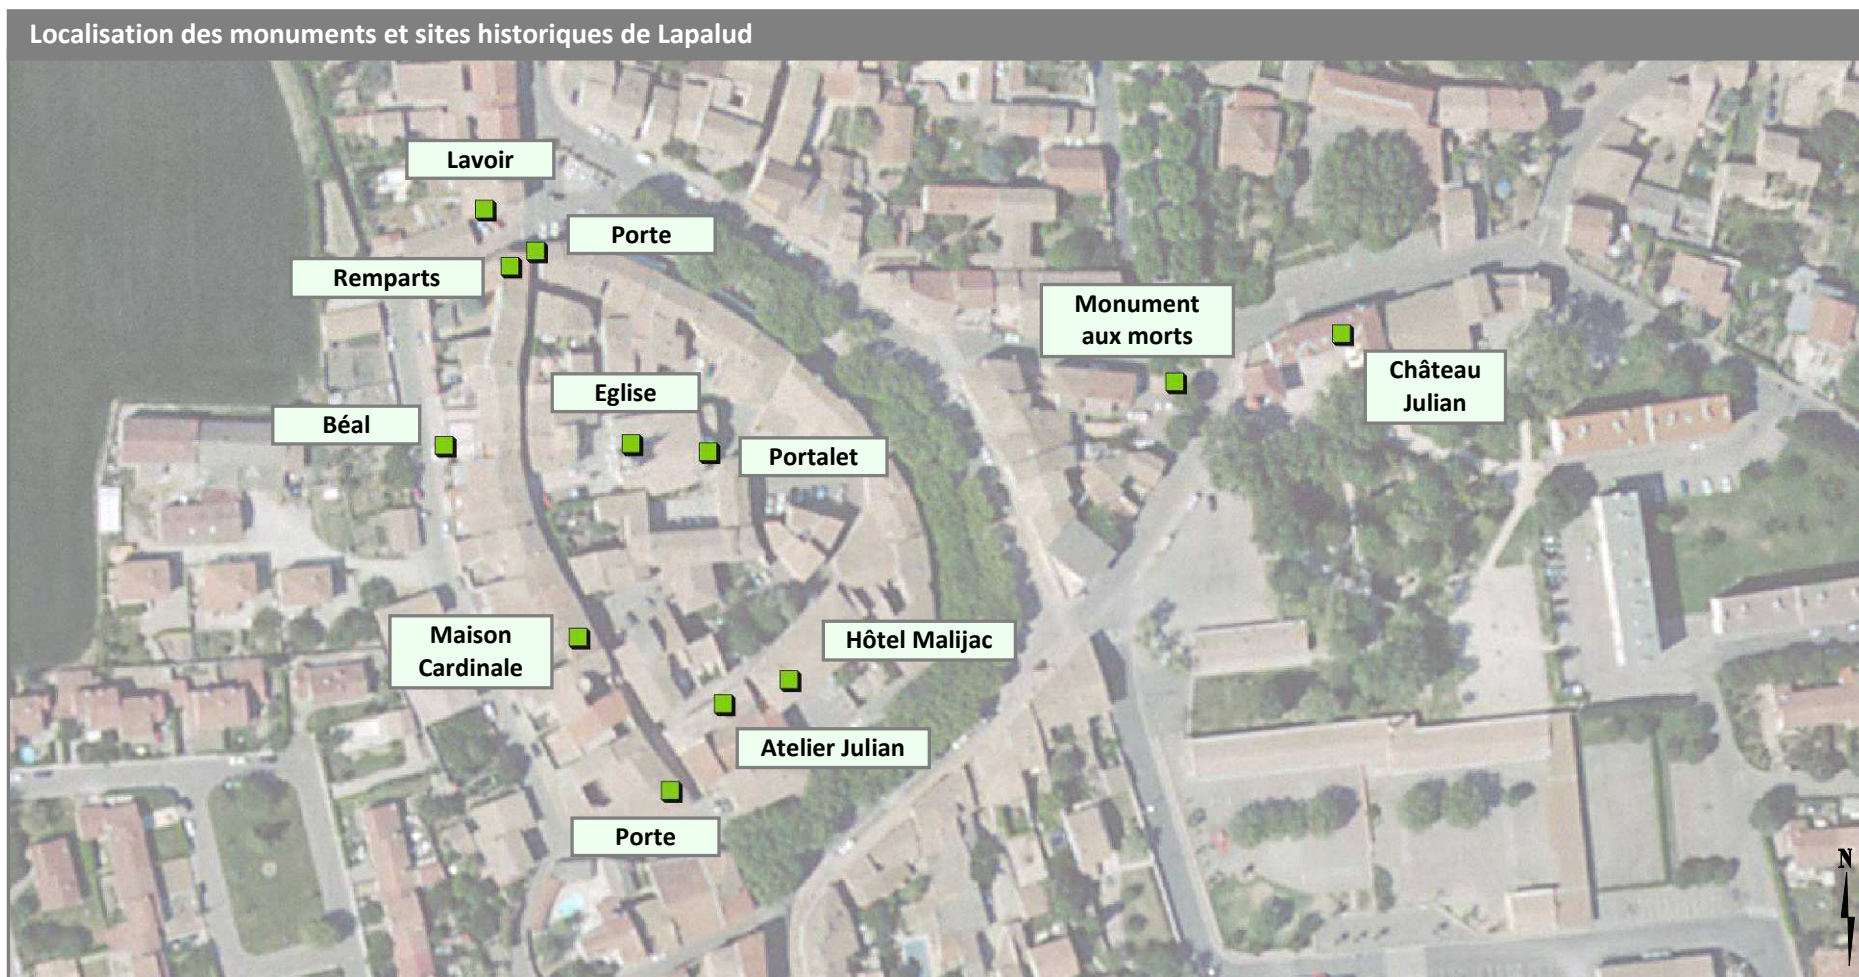 Localisation des monuments et sites historiques de Lapalud
Lavoir
Porte
Remparts
Monument
aux morts
Château
Julian
Eglise
Béal
Portalet
Maison
Cardinale
Hôtel Malijac
Atelier Julian
Porte
N